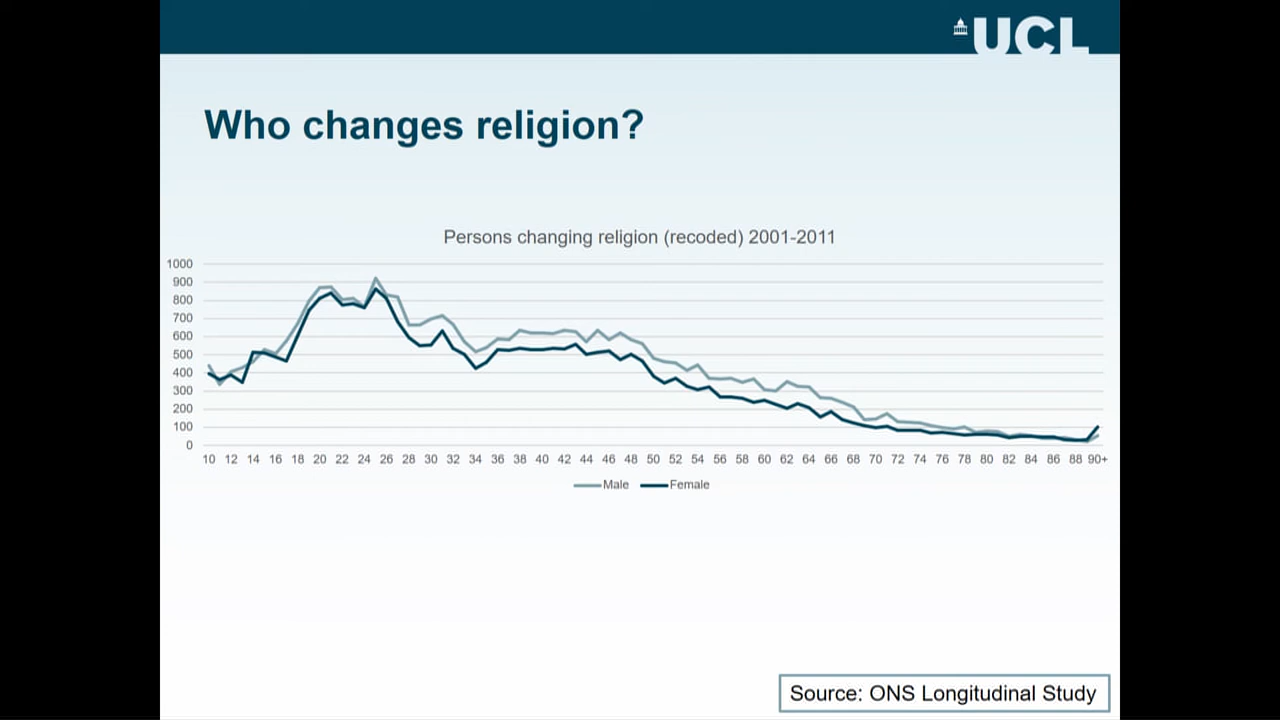 UCL
Who changes religion?
Persons changing religion (recoded) 2001-2011
1000
900
800
700
600
500
400
300
200
100
0
10 12 14 16 18 20 22 24 26 28 30 32 34 36 38 40 42 44 46 48 50 52 54 56 58 60 62 64 66 68 70 72 74 76 78 80 82 84 86 88 90+
Male Female
Source: ONS Longitudinal Study